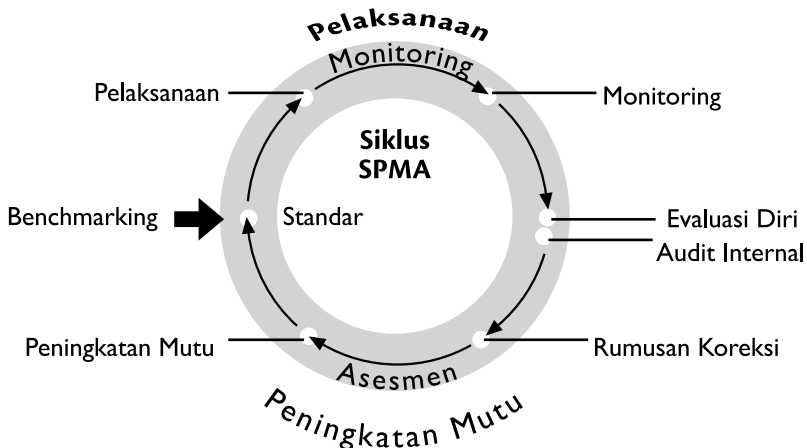 Pelaksanaan
Monitoring
Pelaksanaan
Monitoring
Siklus
SPMA
Benchmarking
Standar
Evaluasi Diri
Audit Internal
Peningkatan Mutu
Rumusan Koreksi
Asesmen
Peningkatan Mutu